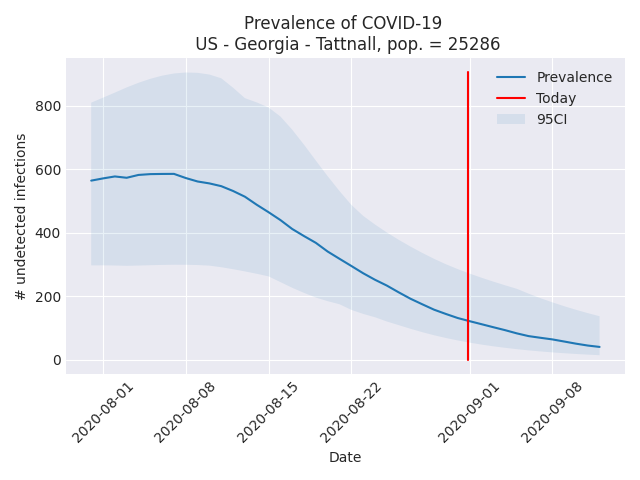 Prevalence of COVID-19
US - Georgia - Tattnall, pop. = 25286
Prevalence
Today
95CI
# undetected infections
800
600
400
200
0
2020-08-01
2020-08-08
2020-08-15
2020-08-22
2020-09-01
2020-09-08
Date